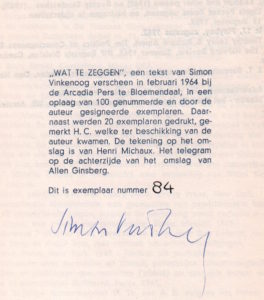 „WAT TE ZEGGEN", een tekst van Simon
Vinkenoog verscheen in februari 1964 bij
de Arcadia Pers te Bloemendaal, in een
oplaag van 100 genummerde en door de
auteur gesigneerde exemplaren. Daar-
naast werden 20 exemplaren gedrukt, ge-
merkt H.C. welke ter beschikking van de
auteur kwamen. De tekening op het om-
slag is van Henri Michaux. Het telegram
op de achterzijde van het omslag van
Allen Ginsberg.
Dit is exemplaar nummer 84
Simon Vinkenoog